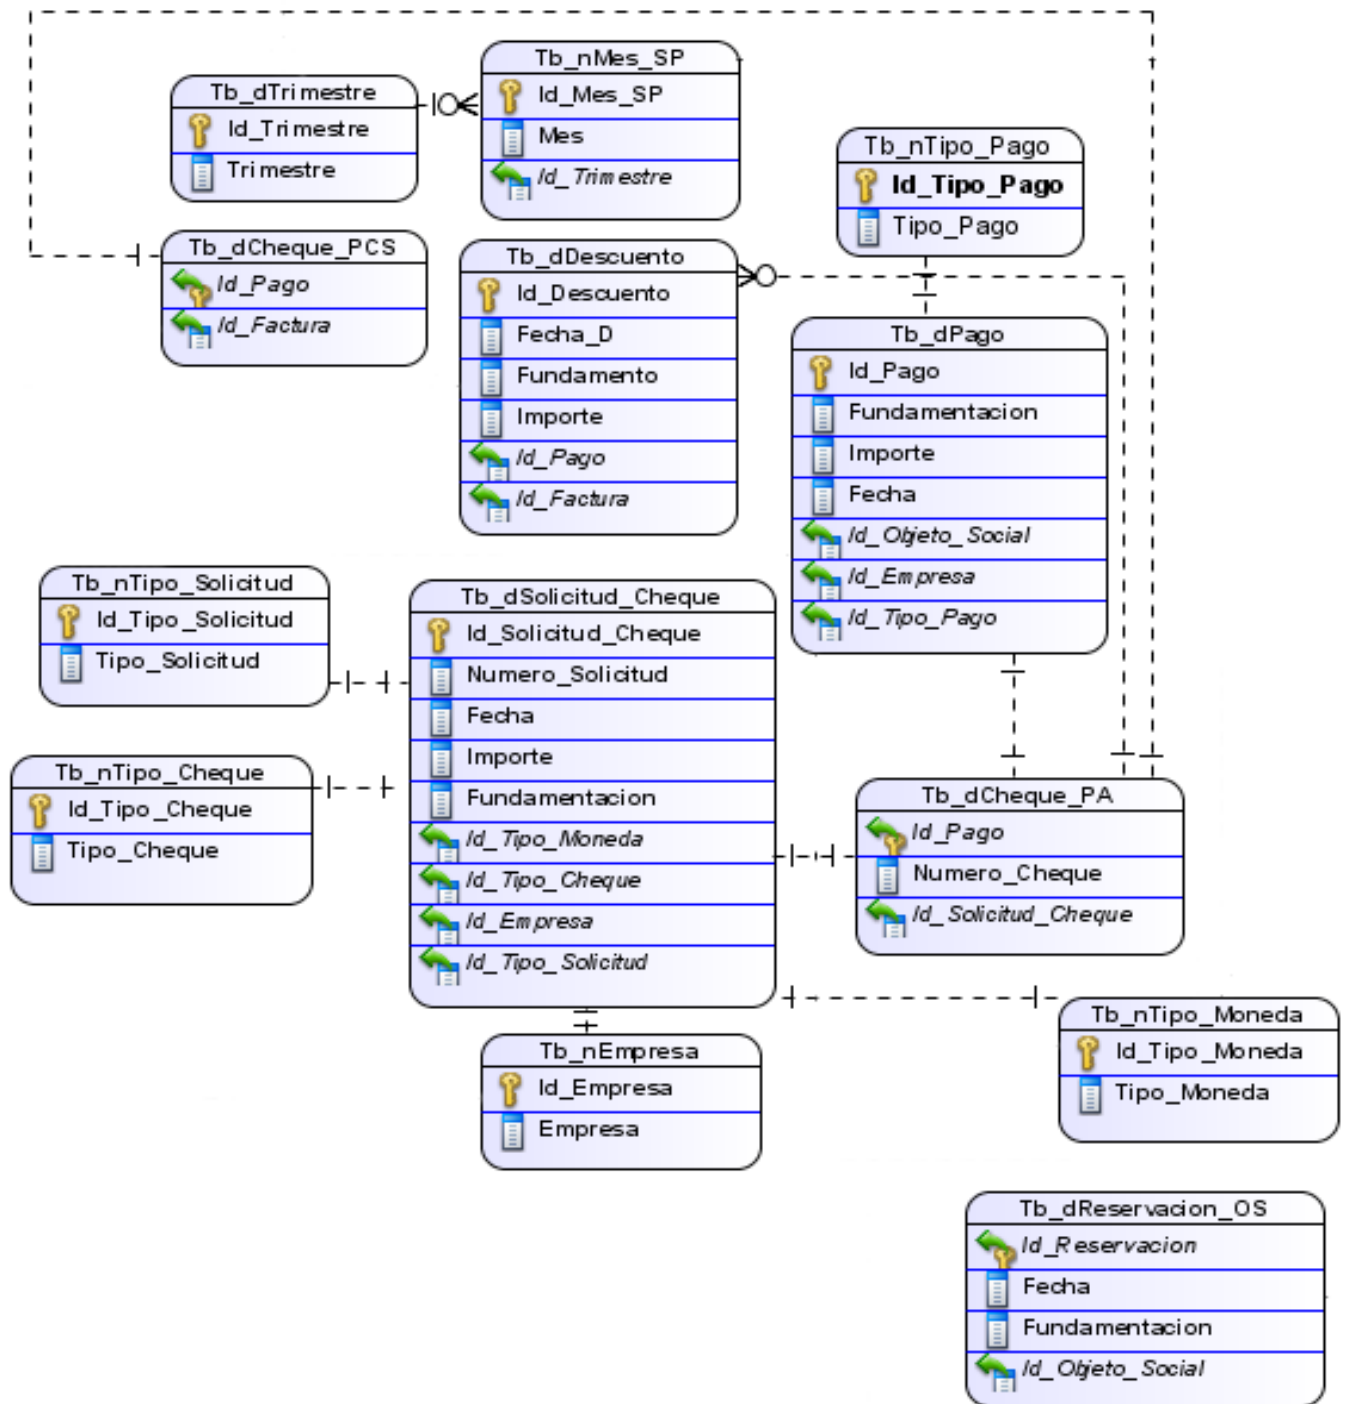 Tb_nMes_SP
Id_Mes_SP
Mes
Id_Trimestre
Tb_dTrimestre
Id_Trimestre
Trimestre
Tb_nTipo_Pago
Id_Tipo_Pago
Tipo_Pago
Tb_dCheque_PCS
Id_Pago
Id_Factura
Tb_dDescuento
Id_Descuento
Fecha_D
Fundamento
Importe
Id_Pago
Id_Factura
Tb_dPago
Id_Pago
Fundamentacion
Importe
Fecha
Id_Objeto_Social
Id_Empresa
Id_Tipo_Pago
Tb_nTipo_Solicitud
Id_Tipo_Solicitud
Tipo_Solicitud
Tb_dSolicitud_Cheque
Id_Solicitud_Cheque
Numero_Solicitud
Fecha
Importe
Fundamentacion
Id_Tipo_Moneda
Id_Tipo_Cheque
Id_Empresa
Id_Tipo_Solicitud
Tb_nTipo_Cheque
Id_Tipo_Cheque
Tipo_Cheque
Tb_dCheque_PA
Id_Pago
Numero_Cheque
Id_Solicitud_Cheque
Tb_nEmpresa
Id_Empresa
Empresa
Tb_nTipo_Moneda
Id_Tipo_Moneda
Tipo_Moneda
Tb_dReservacion_OS
Id_Reservacion
Fecha
Fundamentacion
Id_Objeto_Social